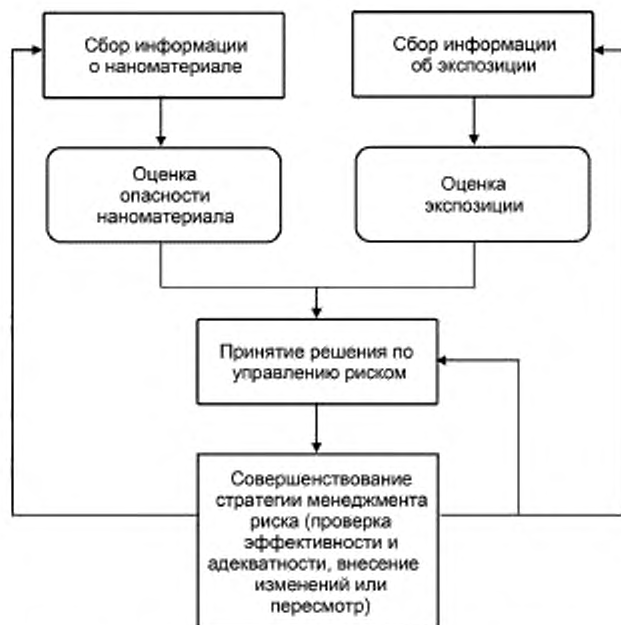 Сбор информации
о наноматериале
Сбор информации
об экспозиции
Оценка
опасности
наноматериала
Оценка
экспозиции
Принятие решения по
управлению риском
Совершенствование
стратегии менеджмента
риска (проверка
эффективности и
адекватности, внесение
изменений или
пересмотр)